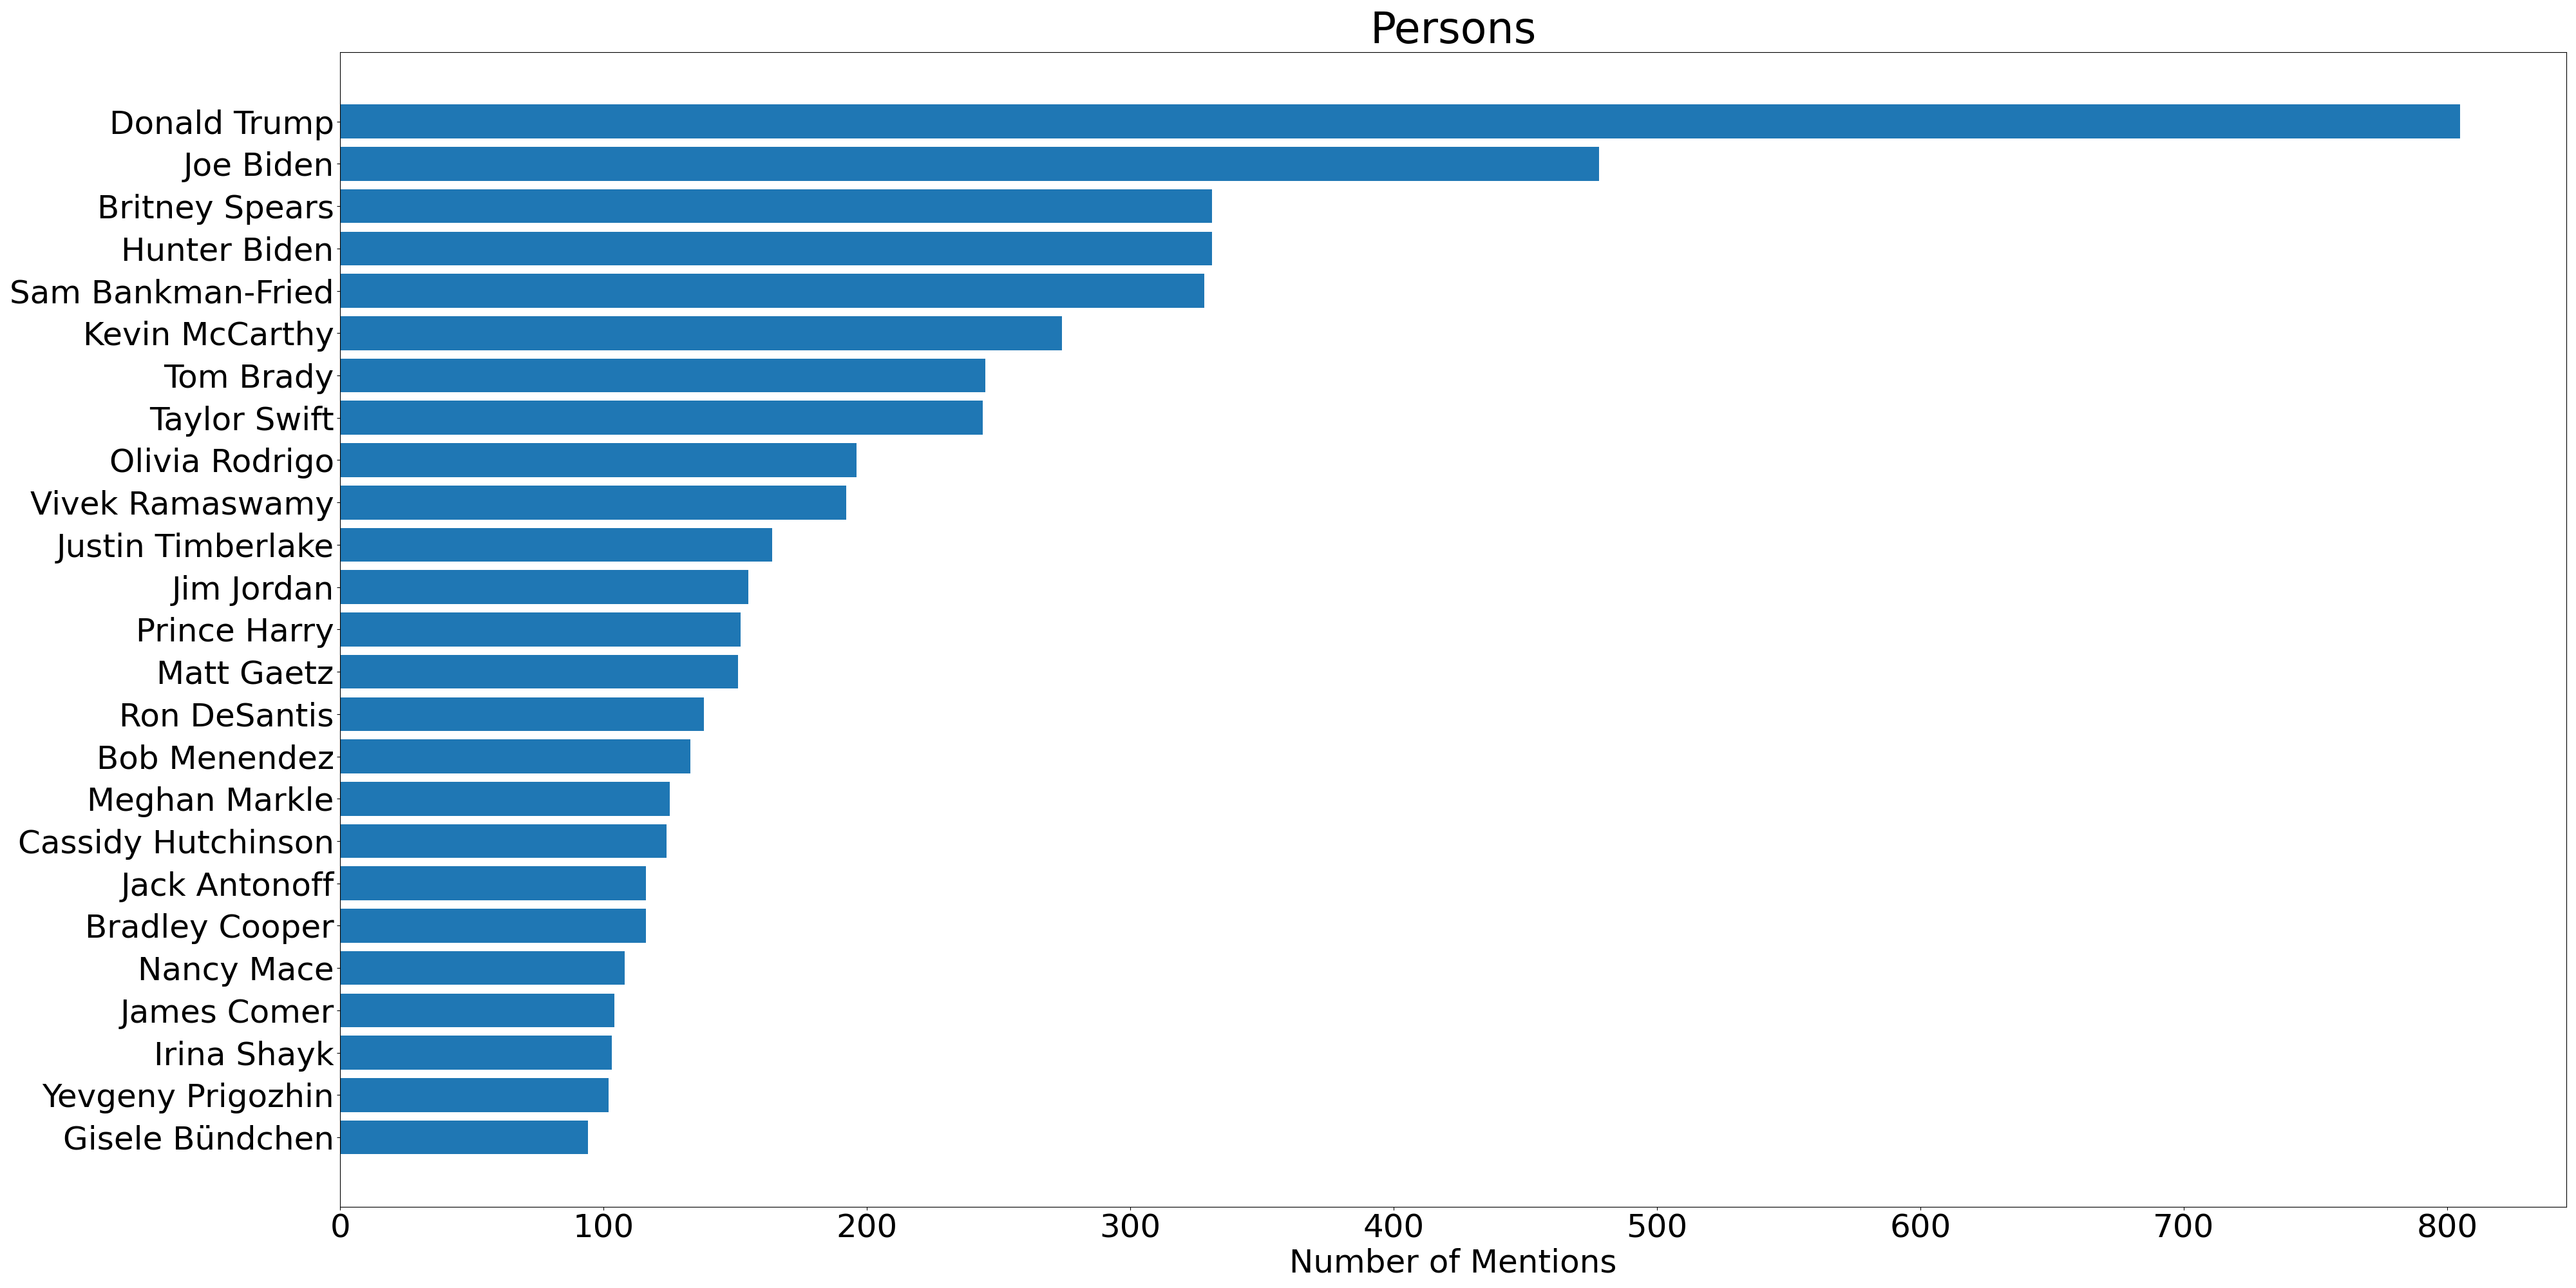 Persons
Donald Trump
Joe Biden
Britney Spears
Hunter Biden
Sam Bankman-Fried
Kevin McCarthy
Tom Brady
Taylor Swift
Olivia Rodrigo
Vivek Ramaswamy
Justin Timberlake
Jim Jordan
Prince Harry
Matt Gaetz
Ron DeSantis
Bob Menendez
Meghan Markle
Cassidy Hutchinson
Jack Antonoff
Bradley Cooper
Nancy Mace
James Comer
Irina Shayk
Yevgeny Prigozhin
Gisele Bündchen
0 100 200 300 400 500 600 700 800
Number of Mentions